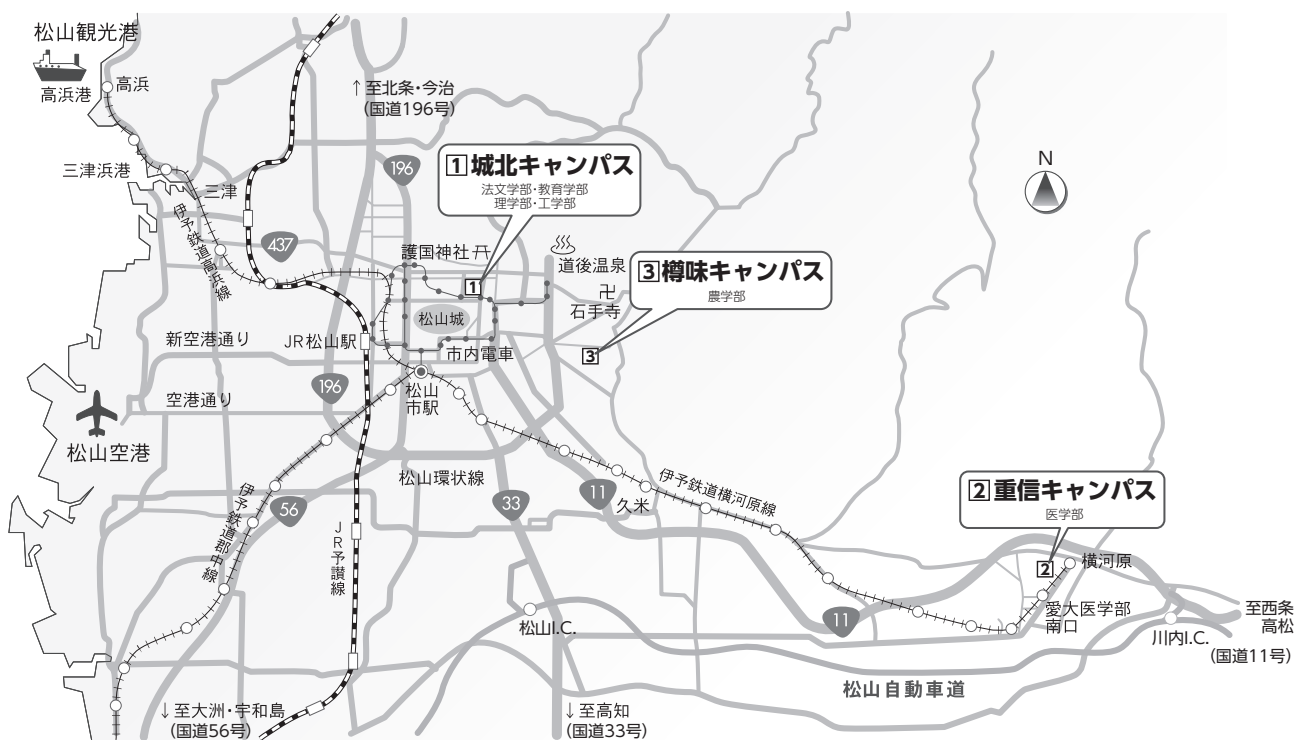 松山観光港
高浜港
高浜
三津浜港
三津
伊予鉄道高浜線
↑至北条・今治
(国道196号)
196
1城北キャンパス
法文学部・教育学部
理学部・工学部
N
437
護国神社
1
道後温泉
卍
石手寺
3樽味キャンパス
農学部
松山城
3
新空港通り
JR松山駅
市内電車
196
空港通り
松山
市駅
松山空港
松山環状線
伊予鉄道郡中線
56
JR予讃線
33
11
久米
伊予鉄道横河原線
2重信キャンパス
医学部
2
横河原
愛大医学部
南口
11
至西条
高松
(国道11号)
川内I.C.
松山I.C.
松山自動車道
↓至大洲・宇和島
(国道56号)
↓至高知
(国道33号)